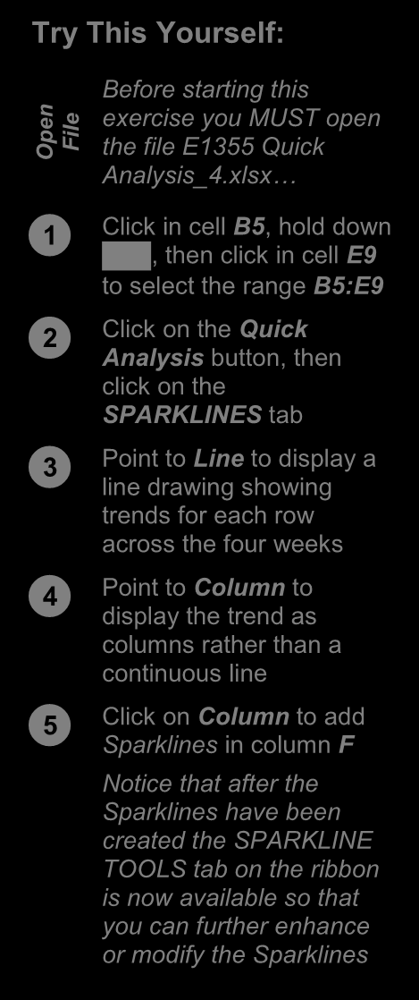 Try This Yourself:
Open
File
Before starting this
exercise you MUST open
the file E1355 Quick
Analysis_4.xlsx…
1
Click in cell B5, hold down
, then click in cell E9
to select the range B5:E9
2
Click on the Quick
Analysis button, then
click on the
SPARKLINES tab
3
Point to Line to display a
line drawing showing
trends for each row
across the four weeks
4
Point to Column to
display the trend as
columns rather than a
continuous line
5
Click on Column to add
Sparklines in column F
Notice that after the
Sparklines have been
created the SPARKLINE
TOOLS tab on the ribbon
is now available so that
you can further enhance
or modify the Sparklines